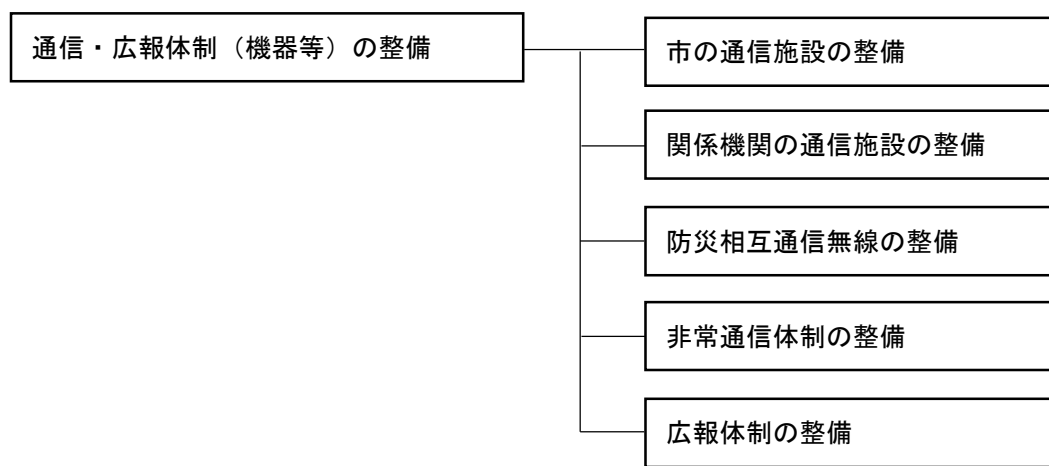 通信・広報体制（機器等）の整備
市の通信施設の整備
関係機関の通信施設の整備
防災相互通信無線の整備
非常通信体制の整備
広報体制の整備